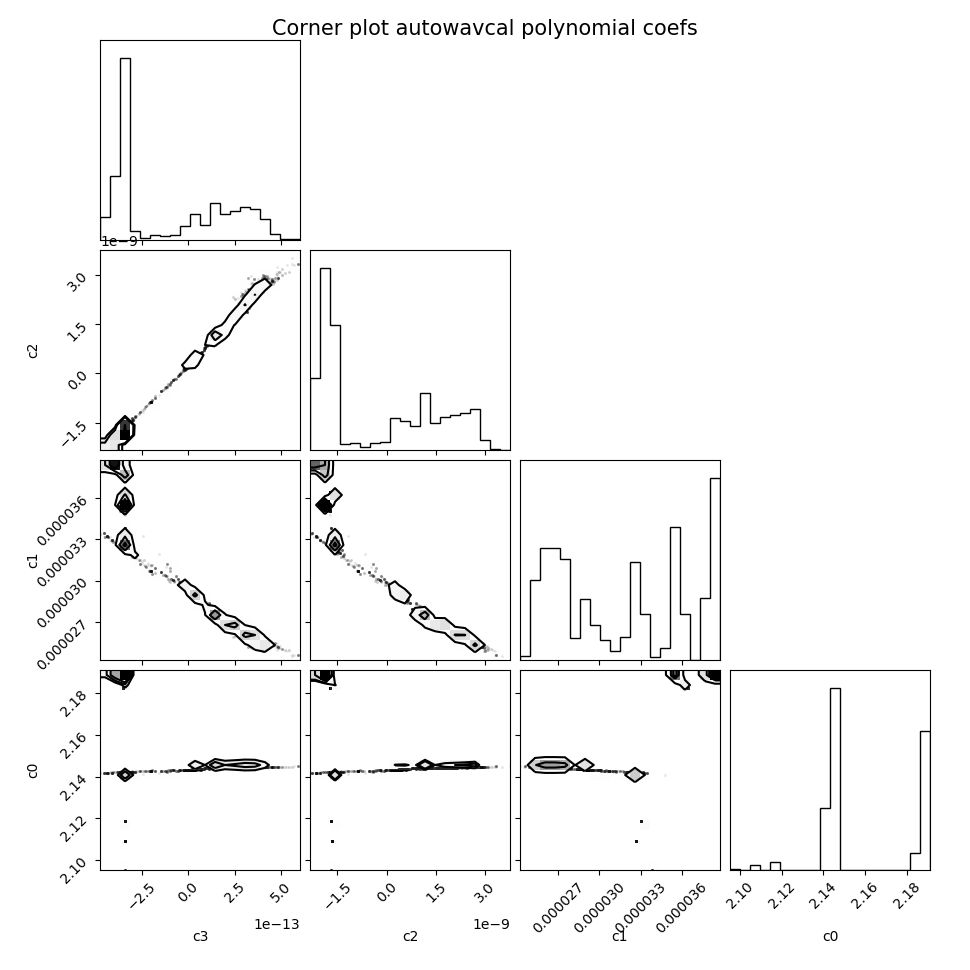 Corner plot autowavcal polynomial coefs
1e−9
3.0
1.5
0.0
−1.5
c2
0.000036
0.000033
0.000030
0.000027
c1
2.18
2.16
2.14
2.12
2.10
c0
−2.5 0.0 2.5 5.0 −1.5 0.0 1.5 3.0 0.000027 0.000030 0.000033 0.000036 2.10 2.12 2.14 2.16 2.18
1e−13 1e−9
c3 c2 c1 c0